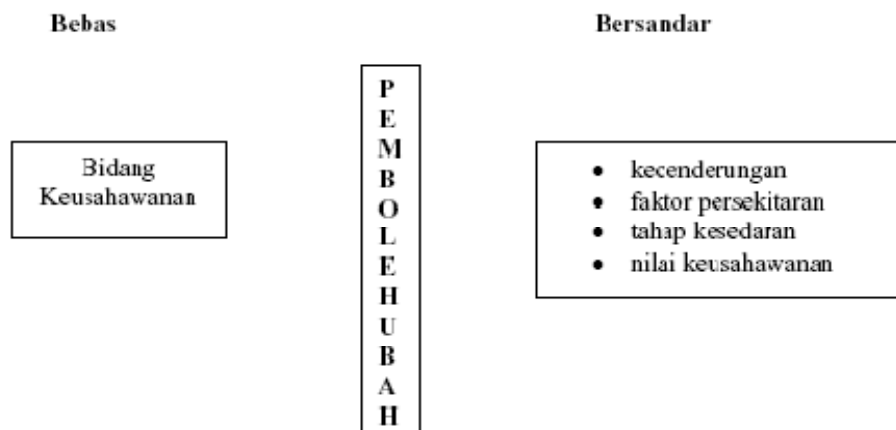 Bebas
Bersandar
P
E
M
B
O
L
E
H
U
B
A
H
Bidang
Keusahawanan
• kecenderungan
• faktor persekitaran
• tahap kesedaran
• nilai keusahawanan